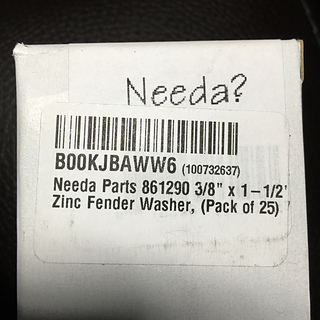 Needa?
B00KJBAWW6 (100732637)
Needa Parts 861290 3/8" x 1-1/2'
Zinc Fender Washer, (Pack of 25)